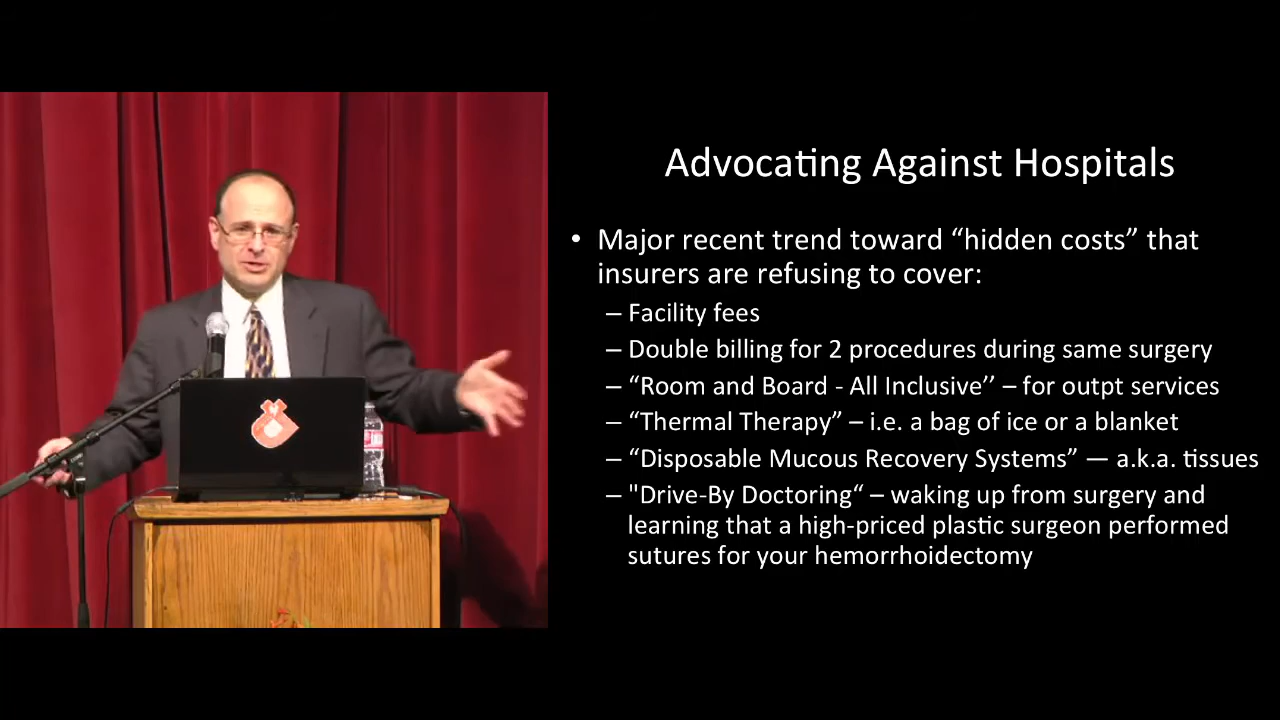 Advocating Against Hospitals
• Major recent trend toward “hidden costs” that
insurers are refusing to cover:
– Facility fees
– Double billing for 2 procedures during same surgery
– “Room and Board - All Inclusive’’ – for outpt services
– “Thermal Therapy” – i.e. a bag of ice or a blanket
– “Disposable Mucous Recovery Systems” — a.k.a. tissues
– "Drive-By Doctoring“ – waking up from surgery and
learning that a high-priced plastic surgeon performed
sutures for your hemorrhoidectomy